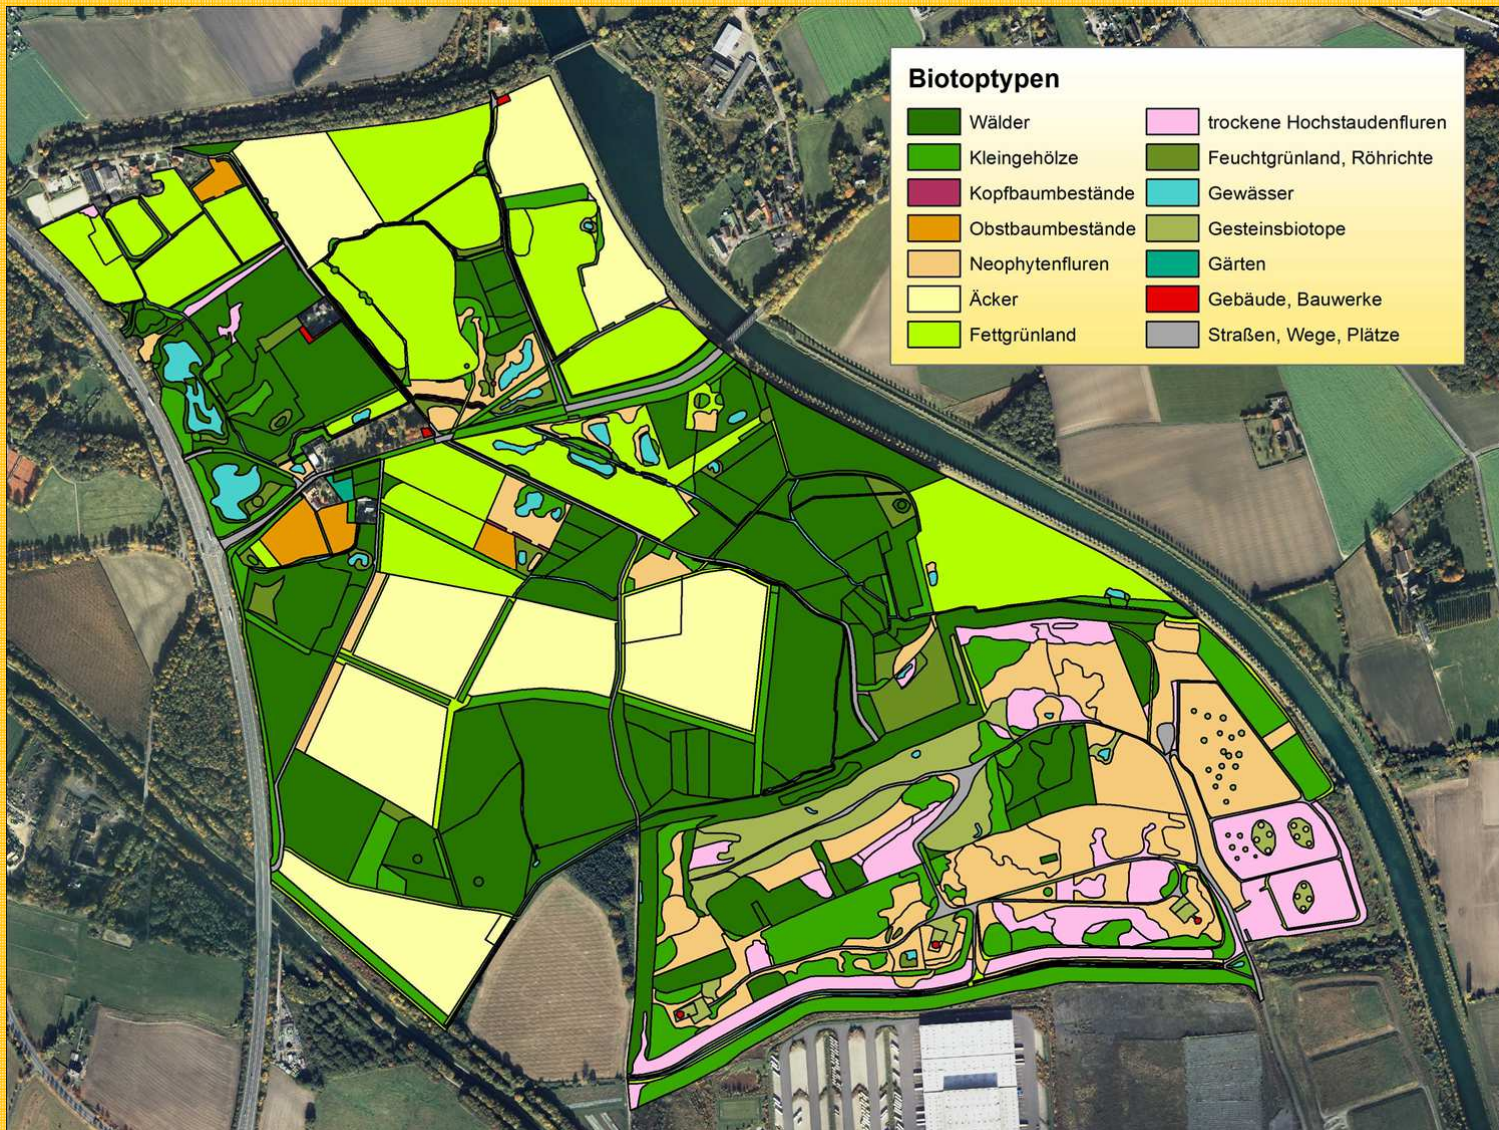 Biotoptypen
Wälder
Kleingehölze
Kopfbaumbestände
Obstbaumbestände
Neophytenfluren
Äcker
Fettgrünland
trockene Hochstaudenfluren
Feuchtgrünland, Röhrichte
Gewässer
Gesteinsbiotope
Gärten
Gebäude, Bauwerke
Straßen, Wege, Plätze